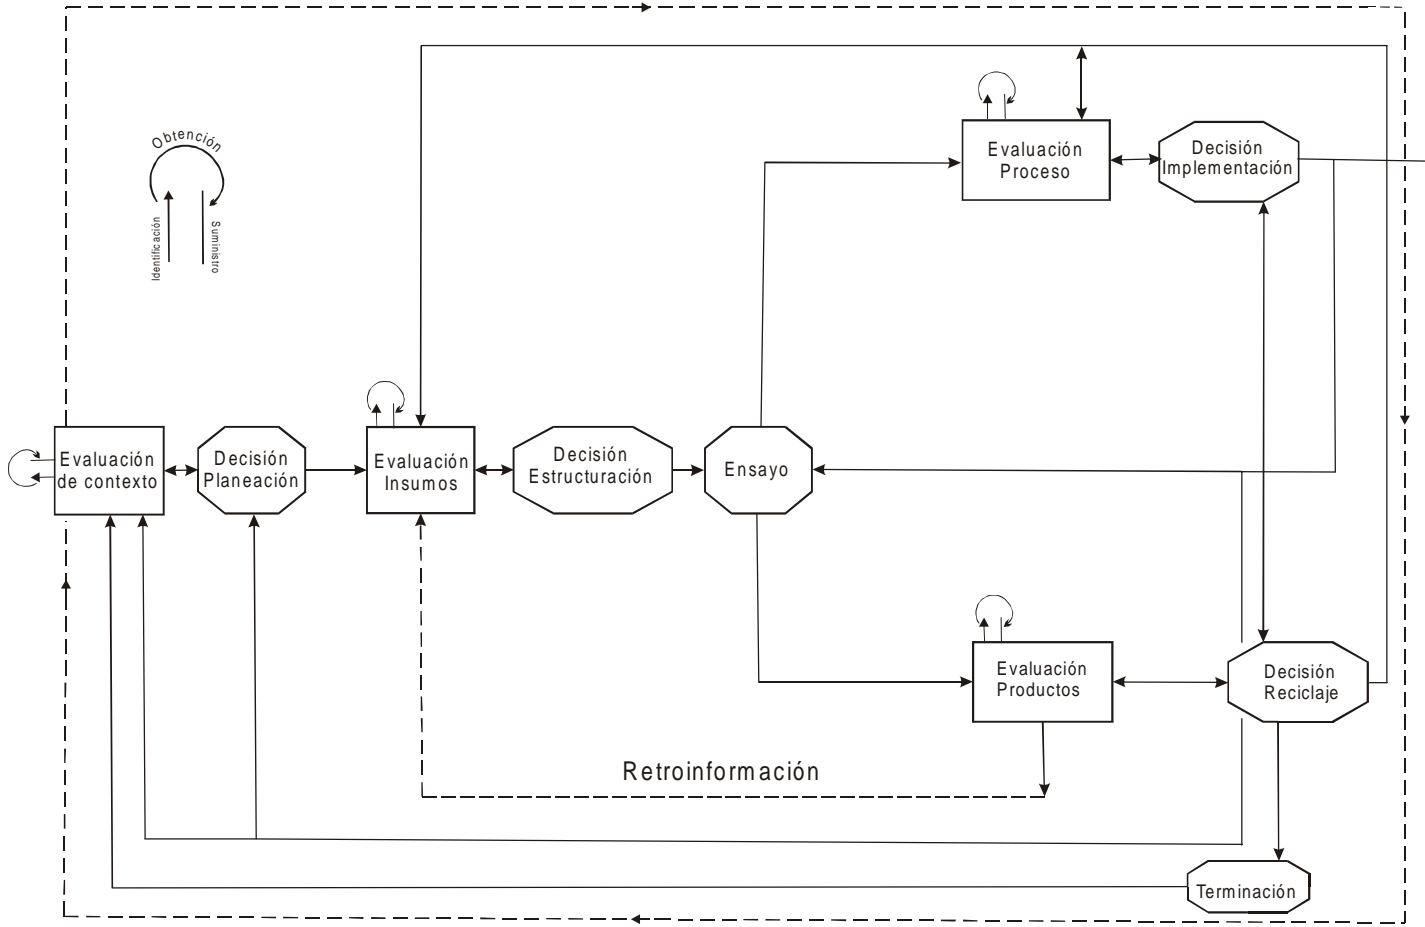 Obtención
Identificación
Suministro
Evaluación
Proceso
Decisión
Implementación
Evaluación
de contexto
Decisión
Planeación
Evaluación
Insumos
Decisión
Estructuración
Ensayo
Evaluación
Productos
Decisión
Reciclaje
Retroinformación
Terminación